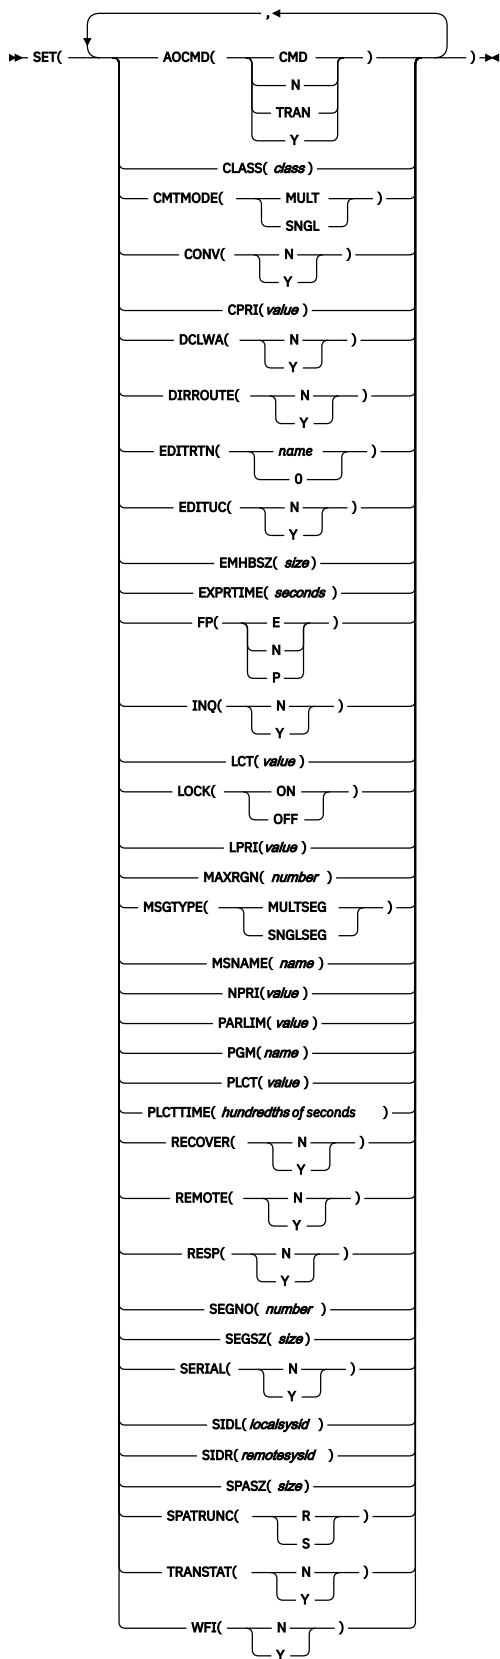 ,
SET( AOCMD( CMD ) )
N
TRAN
Y
CLASS( class )
CMTMODE( MULT )
SNGL
CONV( N )
Y
CPRI( value )
DCLWA( N )
Y
DIRROUTE( N )
Y
EDITRTN( name )
0
EDITUC( N )
Y
EMHBSZ( size )
EXPRTIME( seconds )
FP( E )
N
P
INQ( N )
Y
LCT( value )
LOCK( ON )
OFF
LPRI( value )
MAXRGN( number )
MSGTYPE( MULTSEG )
SNGLSEG
MSNAME( name )
NPRI( value )
PARLIM( value )
PGM( name )
PLCT( value )
PLCTTIME( hundredths of seconds )
RECOVER( N )
Y
REMOTE( N )
Y
RESP( N )
Y
SEGNO( number )
SEGSZ( size )
SERIAL( N )
Y
SIDL( localsysid )
SIDR( remotesysid )
SPASZ( size )
SPATRUNC( R )
S
TRANSTAT( N )
Y
WFI( N )
Y